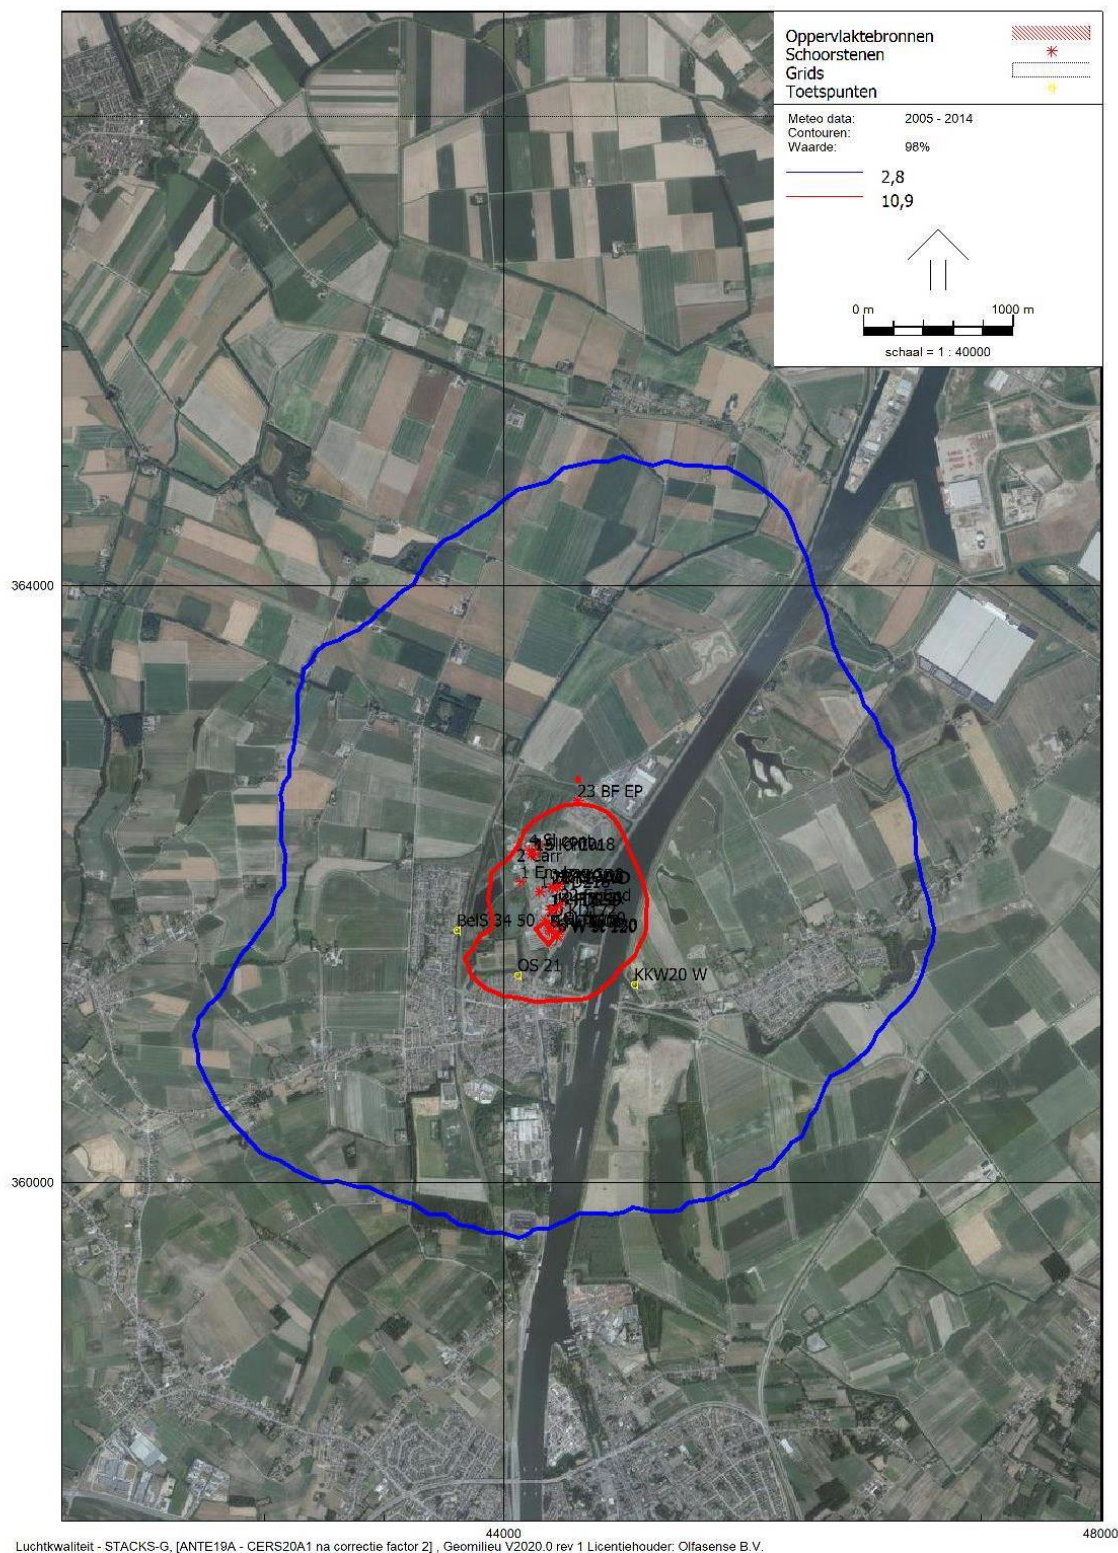 Oppervlaktebronnen
Schoorstenen
Grids
Toetspunten
Meteo data: 2005 - 2014
Contouren:
Waarde: 98%
2,8
10,9
0 m 1000 m
schaal = 1 : 40000
364000
23 BF EP
BelS 34 50
OS 21
KKW20 W
360000
44000
48000
Luchtkwaliteit - STACKS-G, [ANTE19A - CERS20A1 na correctie factor 2] , Geomilieu V2020.0 rev 1 Licentiehouder: Olfasense B.V.